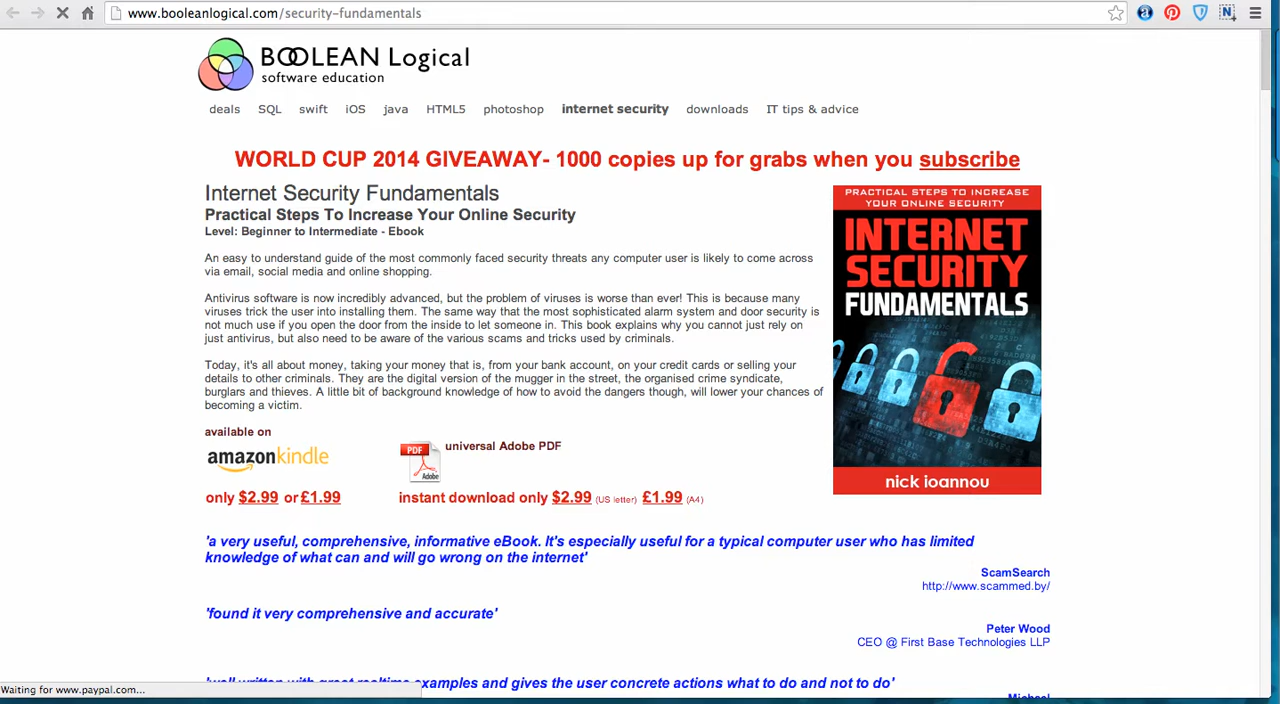 www.booleanlogical.com/security-fundamentals
BOOLEAN Logical
software education
deals SQL swift iOS java HTML5 photoshop internet security downloads IT tips & advice
WORLD CUP 2014 GIVEAWAY- 1000 copies up for grabs when you subscribe
Internet Security Fundamentals
Practical Steps To Increase Your Online Security
Level: Beginner to Intermediate - Ebook
An easy to understand guide of the most commonly faced security threats any computer user is likely to come across
via email, social media and online shopping.
Antivirus software is now incredibly advanced, but the problem of viruses is worse than ever! This is because many
viruses trick the user into installing them. The same way that the most sophisticated alarm system and door security is
not much use if you open the door from the inside to let someone in. This book explains why you cannot just rely on
just antivirus, but also need to be aware of the various scams and tricks used by criminals.
Today, it's all about money, taking your money that is, from your bank account, on your credit cards or selling your
details to other criminals. They are the digital version of the mugger in the street, the organised crime syndicate,
burglars and thieves. A little bit of background knowledge of how to avoid the dangers though, will lower your chances of
becoming a victim.
PRACTICAL STEPS TO INCREASE
YOUR ONLINE SECURITY
INTERNET
SECURITY
FUNDAMENTALS
nick ioannou
available on
amazonkindle
PDF
Adobe
universal Adobe PDF
only $2.99 or £1.99
instant download only $2.99 (US letter) £1.99 (A4)
'a very useful, comprehensive, informative eBook. It's especially useful for a typical computer user who has limited
knowledge of what can and will go wrong on the internet'
ScamSearch
http://www.scammed.by/
'found it very comprehensive and accurate'
Peter Wood
CEO @ First Base Technologies LLP
'well written with great realtime examples and gives the user concrete actions what to do and not to do'
Michael
Waiting for www.paypal.com...